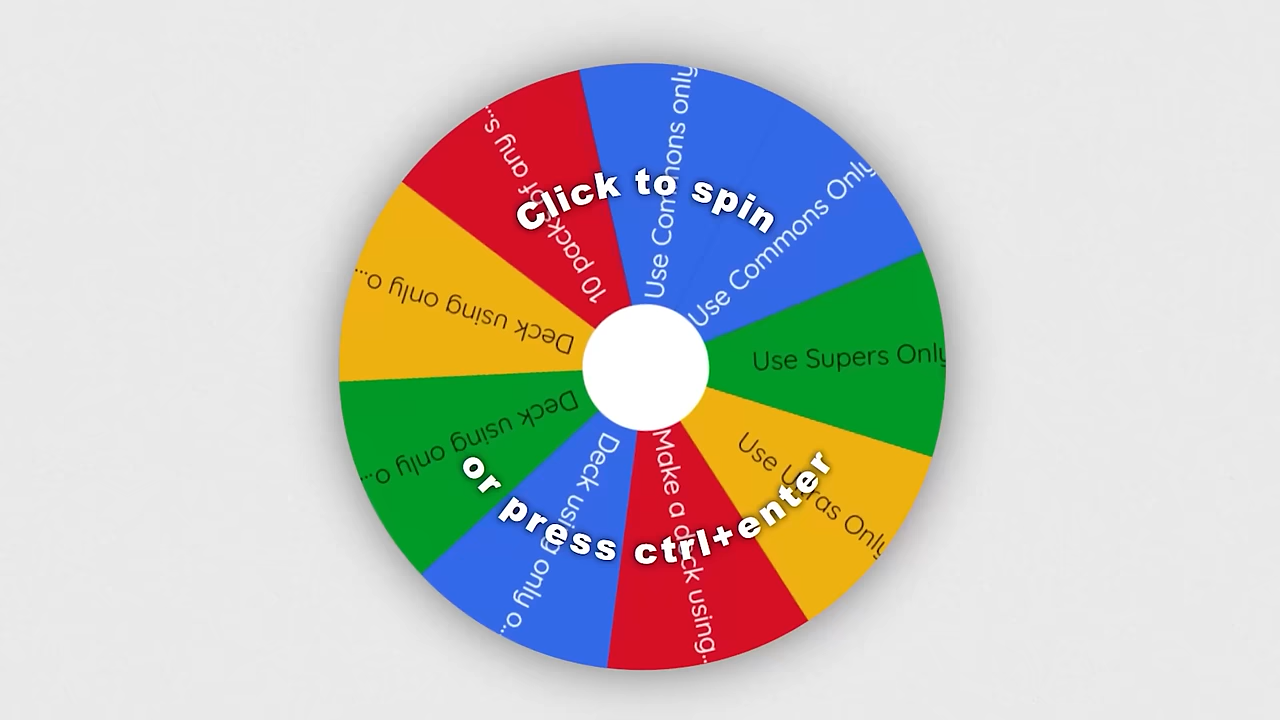 Click to spin
or press ctrl+enter
Use Commons only
Use Commons Only
Use Supers Only
Use Ultras Only
Make a deck using...
Deck using only o...
Deck using only o...
Deck using only o...
10 packs of any s...